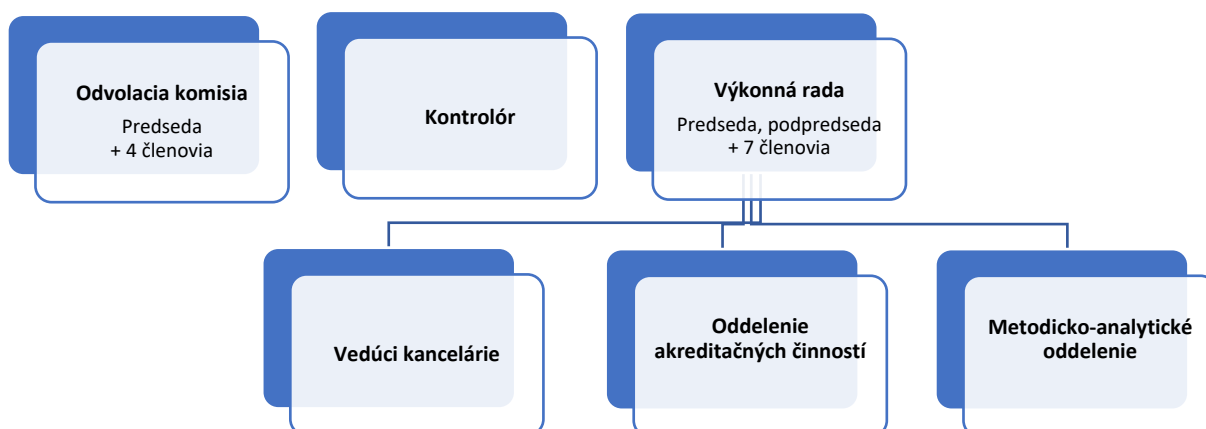 Odvolacia komisia
Predseda
+ 4 členovia
Kontrolór
Výkonná rada
Predseda, podpredseda
+ 7 členovia
Vedúci kancelárie
Oddelenie
akreditačných činností
Metodicko-analytické
oddelenie